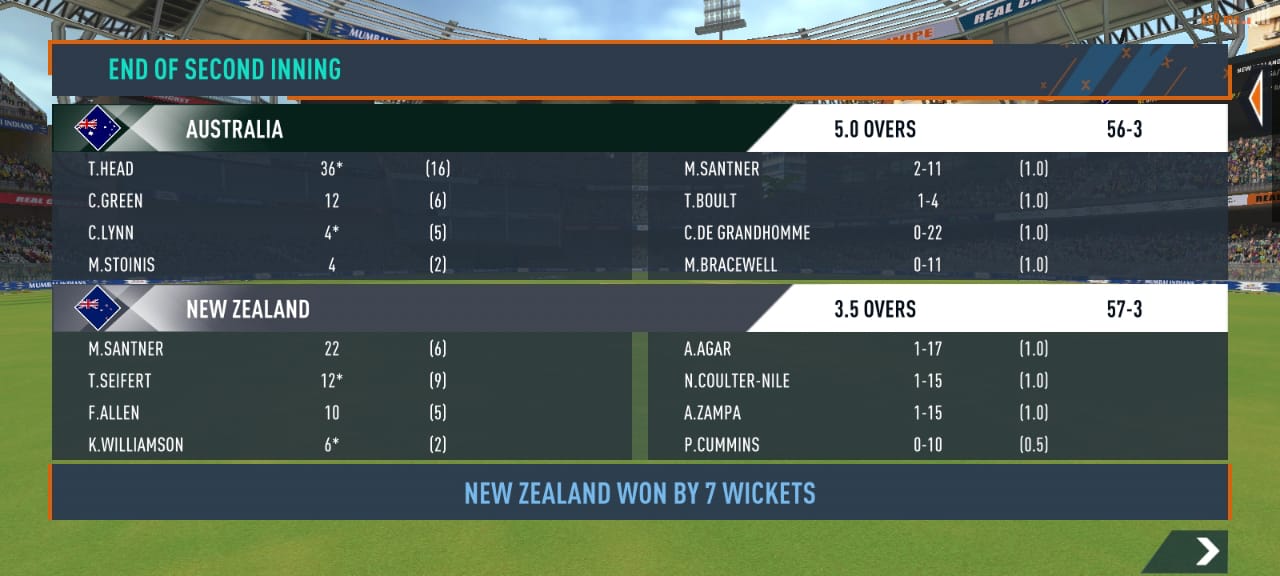 REAL CR
MUMBAI
WIPE
END OF SECOND INNING
AUSTRALIA 5.0 OVERS 56-3
T.HEAD 36* (16) M.SANTNER 2-11 (1.0)
C.GREEN 12 (6) T.BOULT 1-4 (1.0)
C.LYNN 4* (5) C.DE GRANDHOMME 0-22 (1.0)
M.STOINIS 4 (2) M.BRACEWELL 0-11 (1.0)
NEW ZEALAND 3.5 OVERS 57-3
M.SANTNER 22 (6) A.AGAR 1-17 (1.0)
T.SEIFERT 12* (9) N.COULTER-NILE 1-15 (1.0)
F.ALLEN 10 (5) A.ZAMPA 1-15 (1.0)
K.WILLIAMSON 6* (2) P.CUMMINS 0-10 (0.5)
NEW ZEALAND WON BY 7 WICKETS